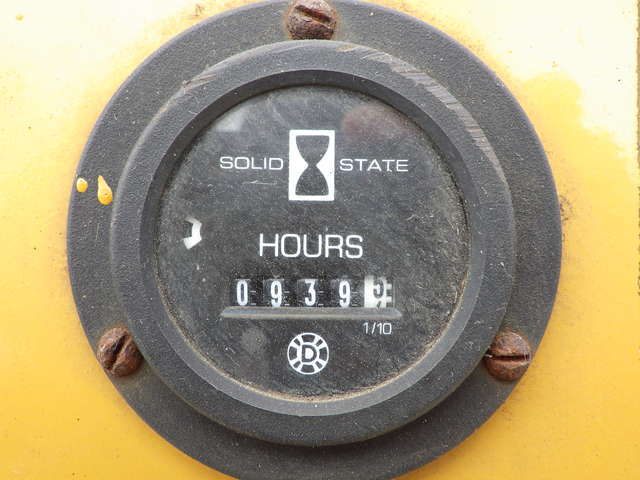 SOLID STATE
HOURS
0939
1/10
D